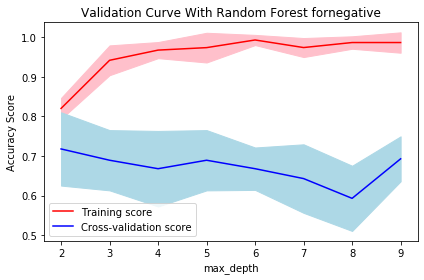 Validation Curve With Random Forest fornegative
Accuracy Score
1.0
0.9
0.8
0.7
0.6
0.5
Training score
Cross-validation score
2 3 4 5 6 7 8 9
max_depth